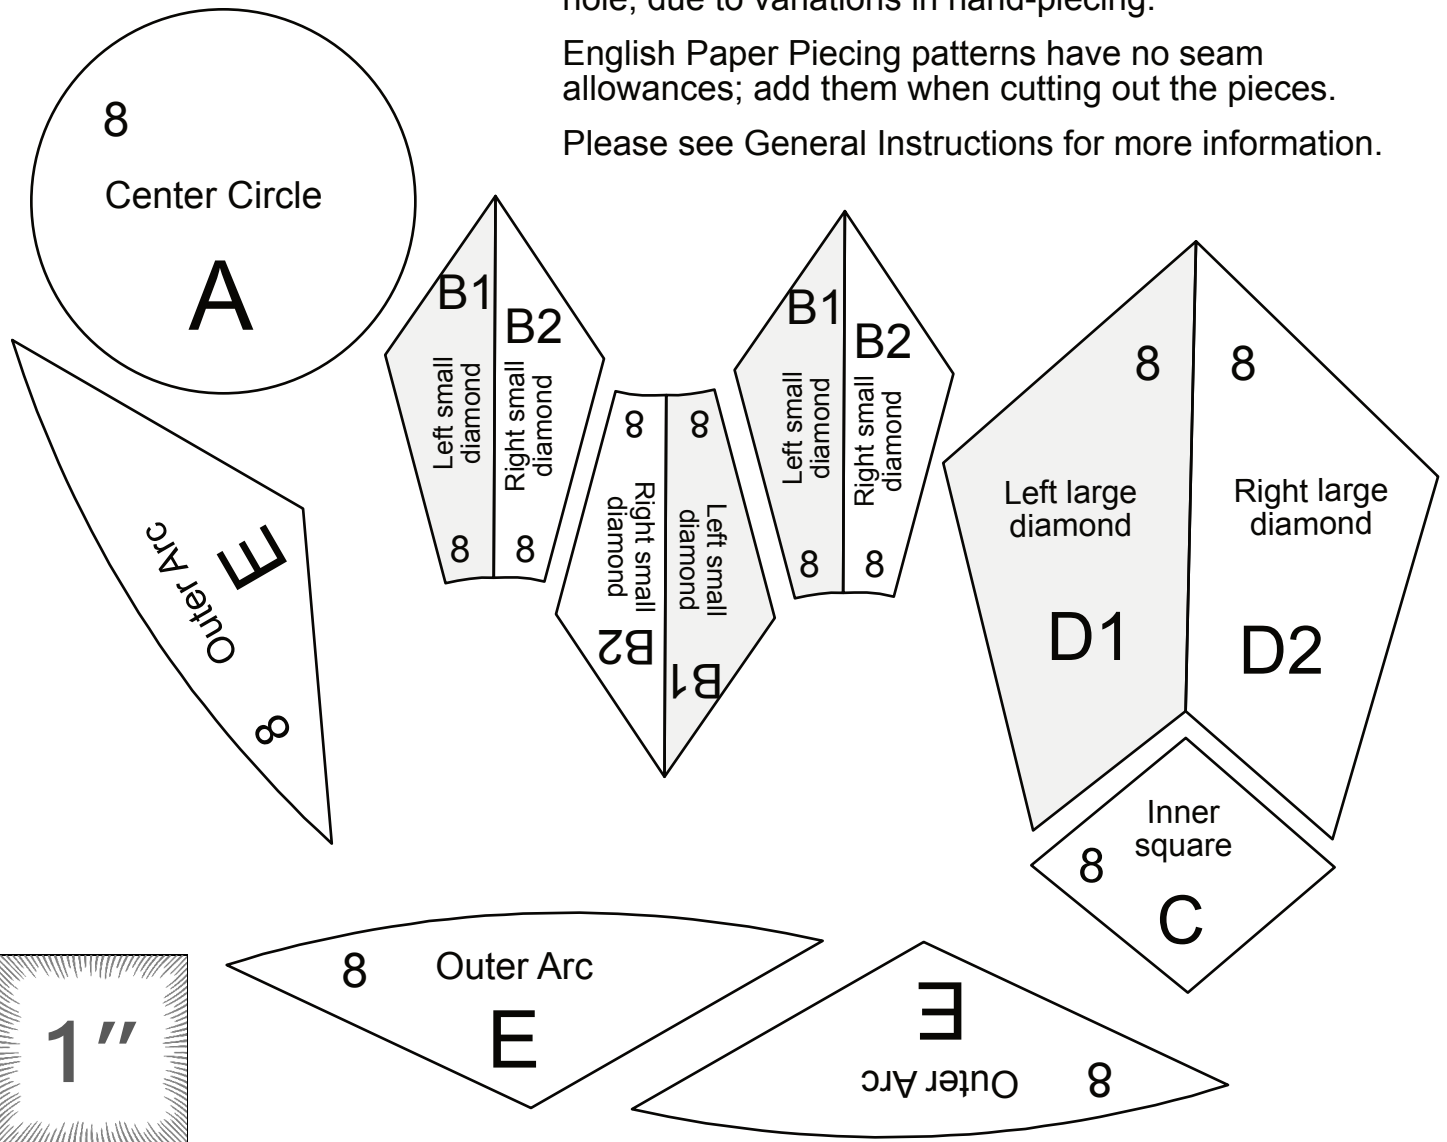 hole, due to variations in hand-piecing.
English Paper Piecing patterns have no seam
allowances; add them when cutting out the pieces.
Please see General Instructions for more information.
8
Center Circle
A
B1
B2
Left small
diamond
Right small
diamond
8
8
8
8
Right small
diamond
Left small
diamond
B2
B1
B1
B2
Left small
diamond
Right small
diamond
8
8
8
8
Left large
diamond
Right large
diamond
D1
D2
E
Outer Arc
8
Inner
square
8
C
8
Outer Arc
E
E
Outer Arc
8
1"